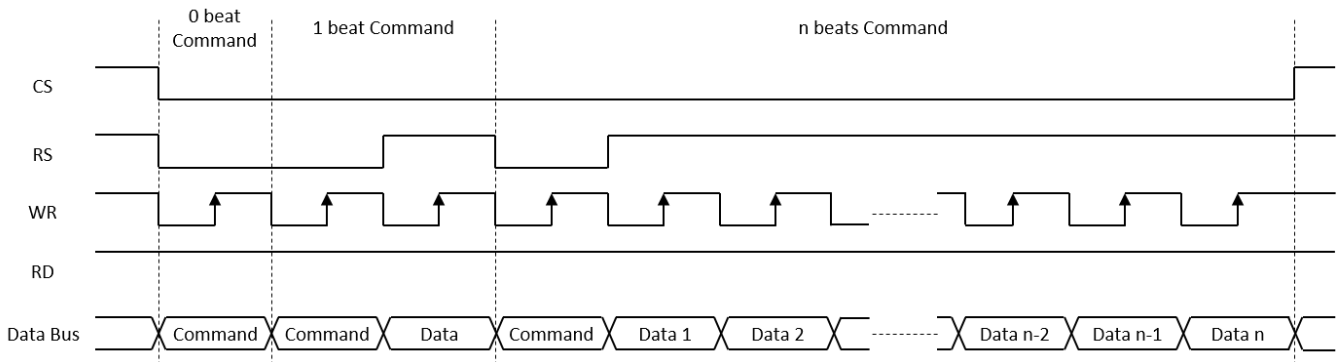 0 beat
Command
1 beat Command
n beats Command
CS
RS
WR
RD
Data Bus
Command
Command
Data
Command
Data 1
Data 2
Data n-2
Data n-1
Data n